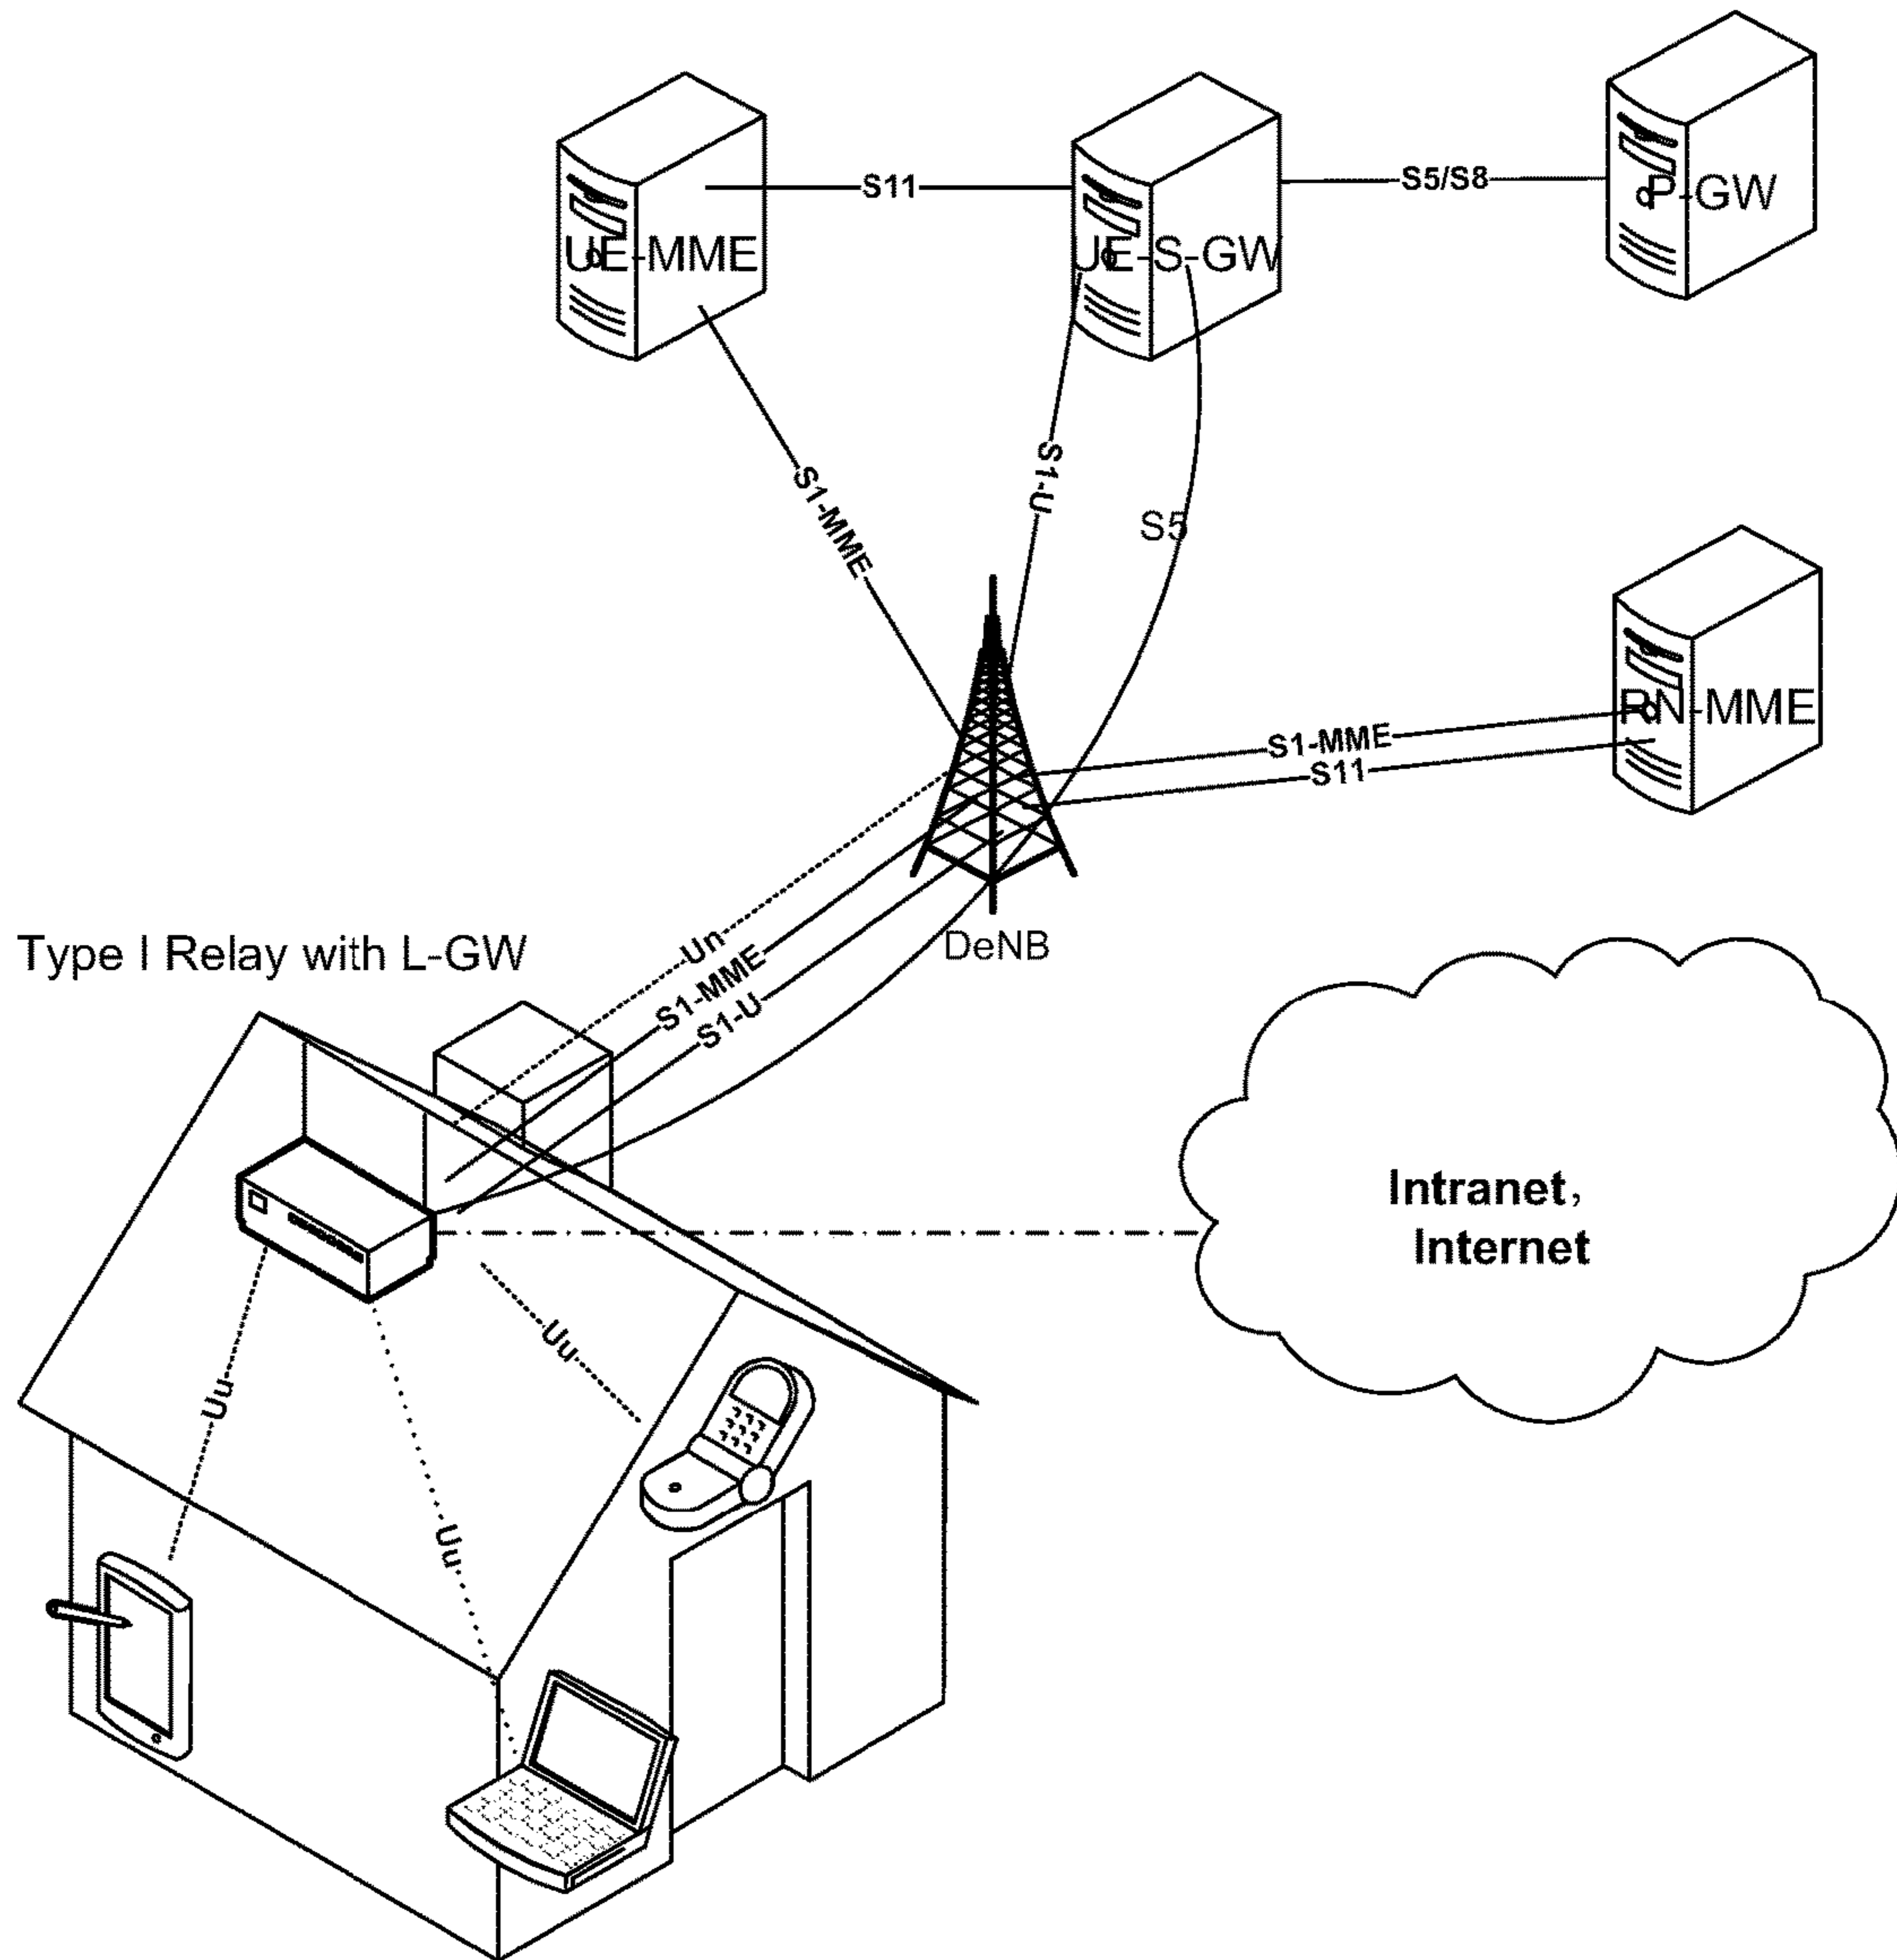 S11
S5/S8
P-GW
UE-MME
UE-S-GW
S1-MME
S1-U
S5
RN-MME
S1-MME
S11
Type I Relay with L-GW
DeNB
Un
S1-MME
S1-U
Intranet,
Internet
Uu
Uu
Uu